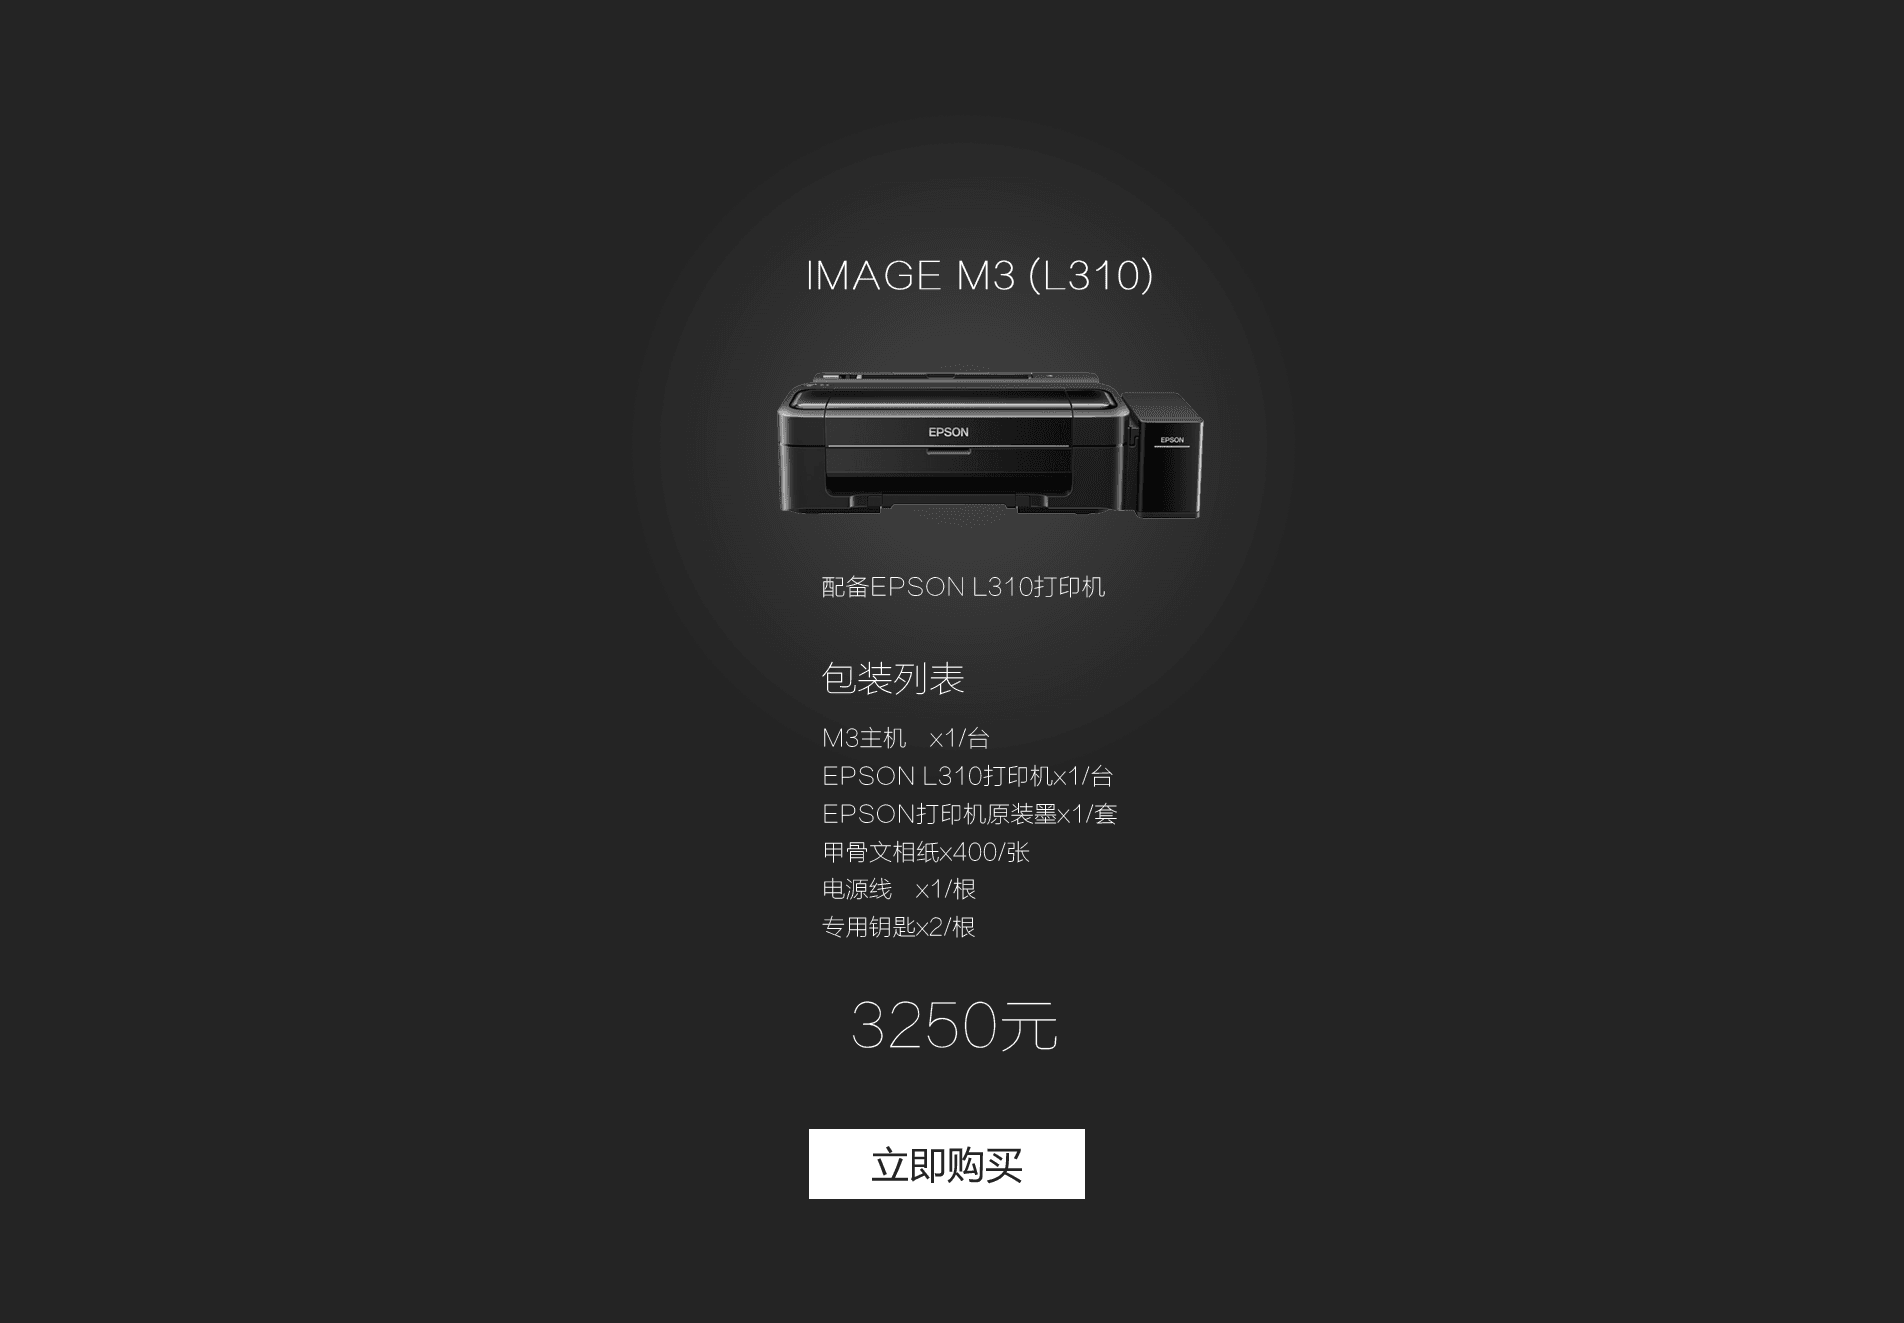 IMAGE M3 (L310)
EPSON
EPSON
配备EPSON L310打印机
包装列表
M3主机 x1/台
EPSON L310打印机x1/台
EPSON打印机原装墨x1/套
甲骨文相纸x400/张
电源线 x1/根
专用钥匙x2/根
3250元
立即购买